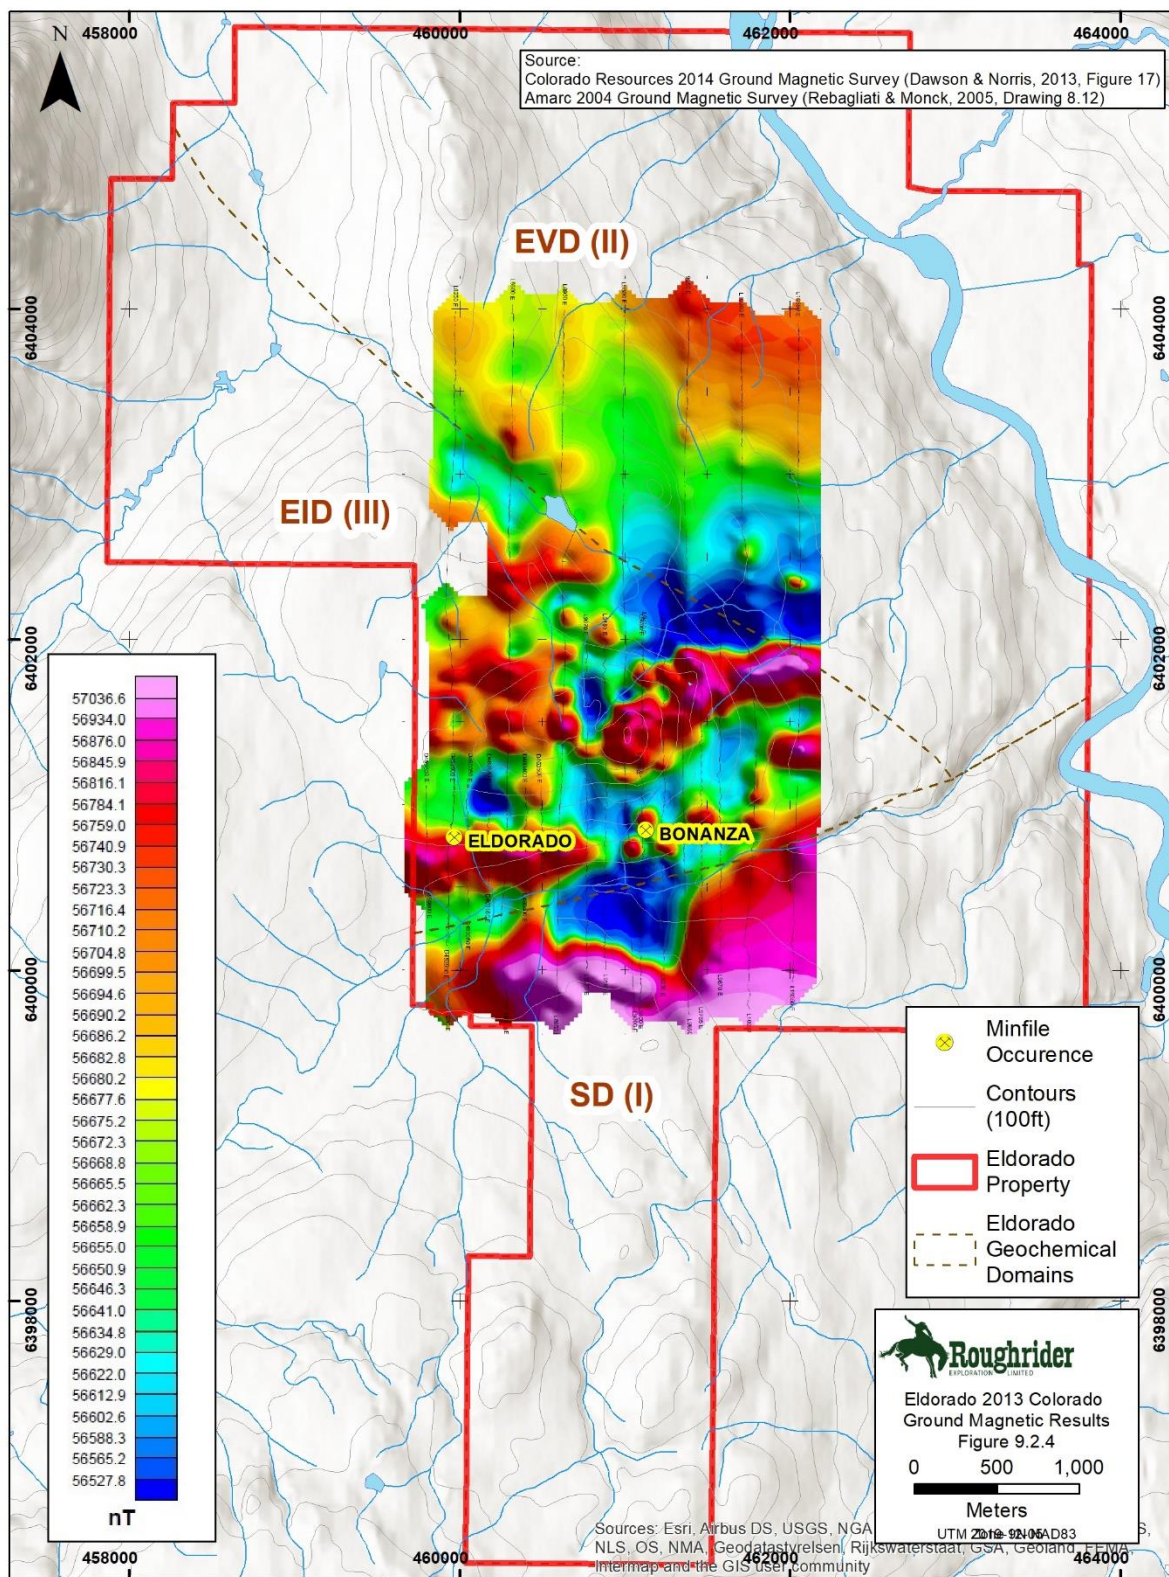 458000
460000
462000
464000
N
Source:
Colorado Resources 2014 Ground Magnetic Survey (Dawson & Norris, 2013, Figure 17)
Amarc 2004 Ground Magnetic Survey (Rebagliati & Monck, 2005, Drawing 8.12)
EVD (II)
6404000
6404000
EID (III)
6402000
6402000
ELDORADO
BONANZA
6400000
6400000
SD (I)
6398000
6398000
57036.6
56934.0
56876.0
56845.9
56816.1
56784.1
56759.0
56740.9
56730.3
56723.3
56716.4
56710.2
56704.8
56699.5
56694.6
56690.2
56686.2
56682.8
56680.2
56677.6
56675.2
56672.3
56668.8
56665.5
56662.3
56658.9
56655.0
56650.9
56646.3
56641.0
56634.8
56629.0
56622.0
56612.9
56602.6
56588.3
56565.2
56527.8
nT
Minfile
Occurence
Contours
(100ft)
Eldorado
Property
Eldorado
Geochemical
Domains
Roughrider
EXPLORATION LIMITED
Eldorado 2013 Colorado
Ground Magnetic Results
Figure 9.2.4
0 500 1,000
Meters
UTM Zone 9N NAD83
Sources: Esri, Airbus DS, USGS, NGA
NLS, OS, NMA, Geodatastyrelsen, Rijkswaterstaat, GSA, Geoland, FEMA,
Intermap and the GIS user community
458000
460000
462000
464000